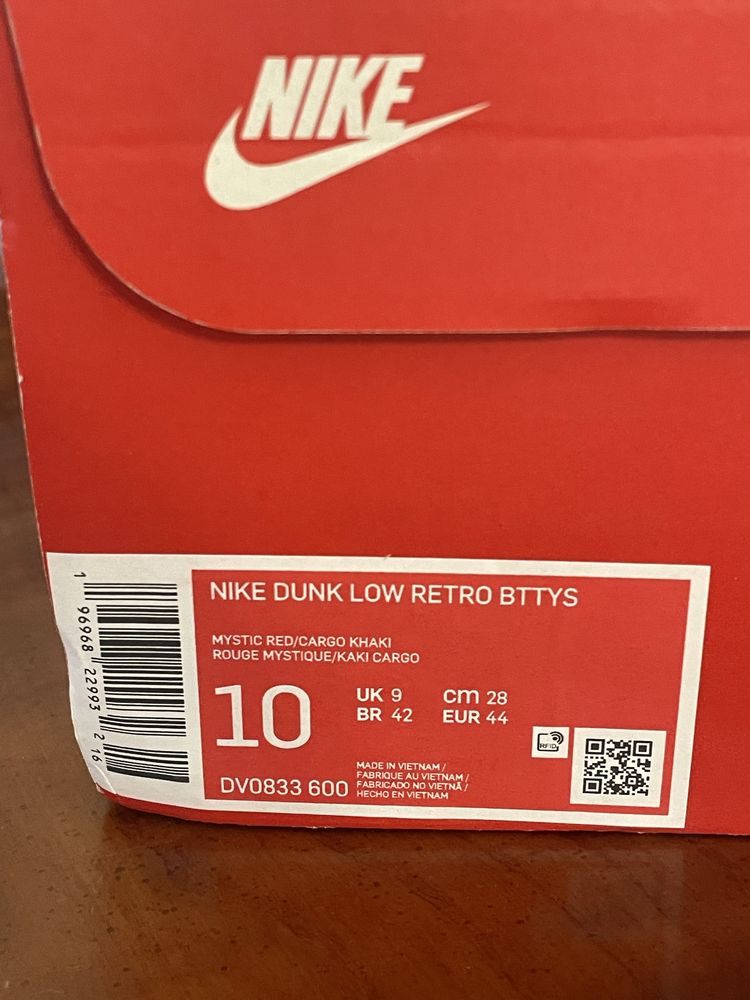 NIKE
NIKE DUNK LOW RETRO BTTYS
MYSTIC RED/CARGO KHAKI
ROUGE MYSTIQUE/KAKI CARGO
10
UK 9 cm 28
BR 42 EUR 44
RFID
DV0833 600
MADE IN VIETNAM /
FABRIQUE AU VIETNAM /
FABRICADO NO VIETNÃ /
HECHO EN VIETNAM
1 96968 22993 2 16